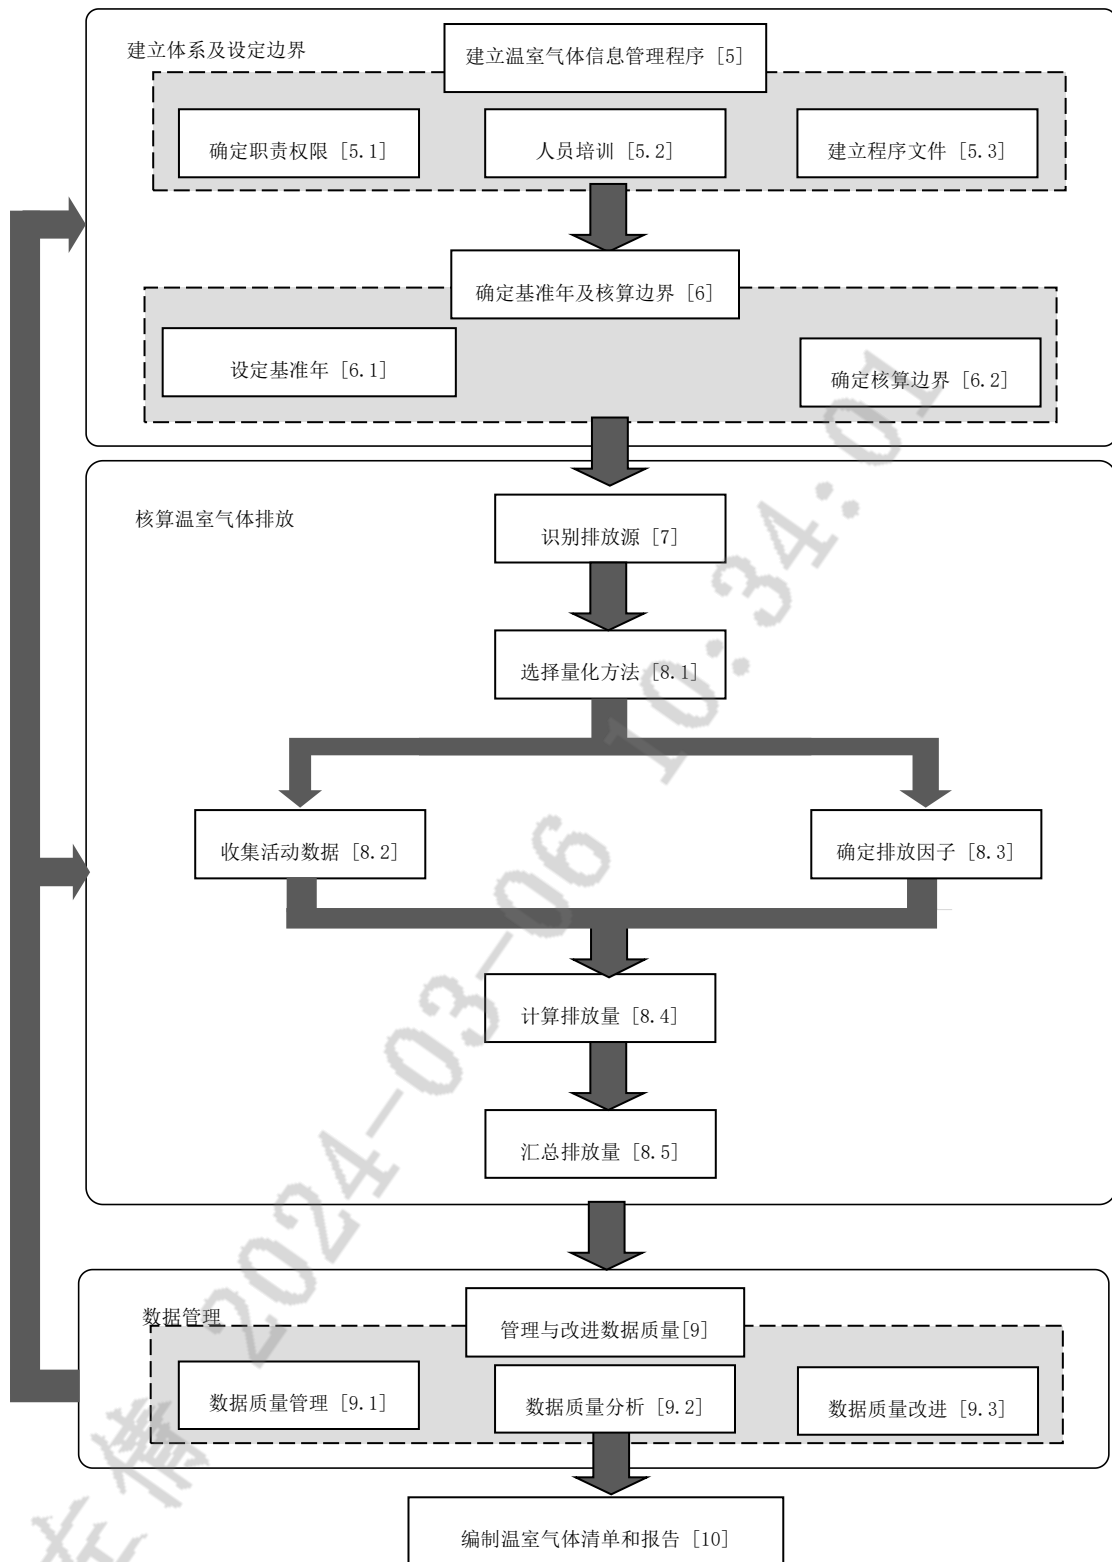 建立体系及设定边界
建立温室气体信息管理程序 [5]
确定职责权限 [5.1]
人员培训 [5.2]
建立程序文件 [5.3]
确定基准年及核算边界 [6]
设定基准年 [6.1]
确定核算边界 [6.2]
核算温室气体排放
识别排放源 [7]
选择量化方法 [8.1]
收集活动数据 [8.2]
确定排放因子 [8.3]
计算排放量 [8.4]
汇总排放量 [8.5]
数据管理
管理与改进数据质量[9]
数据质量管理 [9.1]
数据质量分析 [9.2]
数据质量改进 [9.3]
编制温室气体清单和报告 [10]
2024-03-06 10:34:01